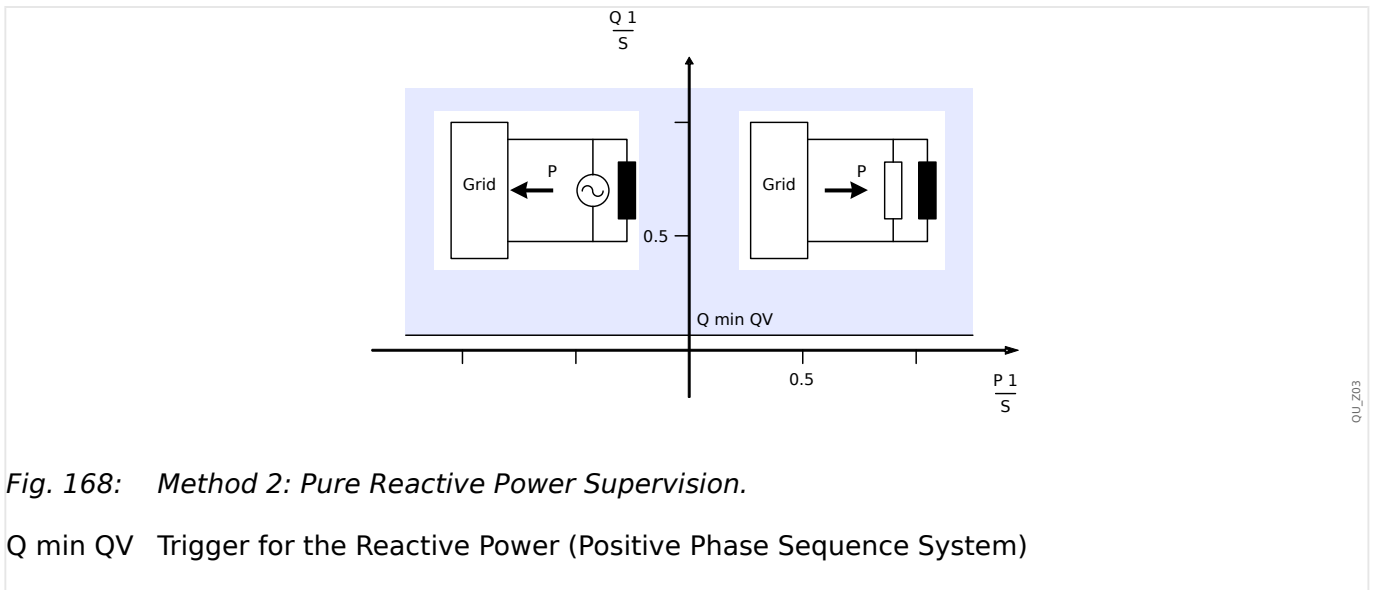 Q 1
S
Grid
P
Grid
P
0.5
Q min QV
0.5
P 1
S
QU_Z03
Fig. 168: Method 2: Pure Reactive Power Supervision.
Q min QV Trigger for the Reactive Power (Positive Phase Sequence System)